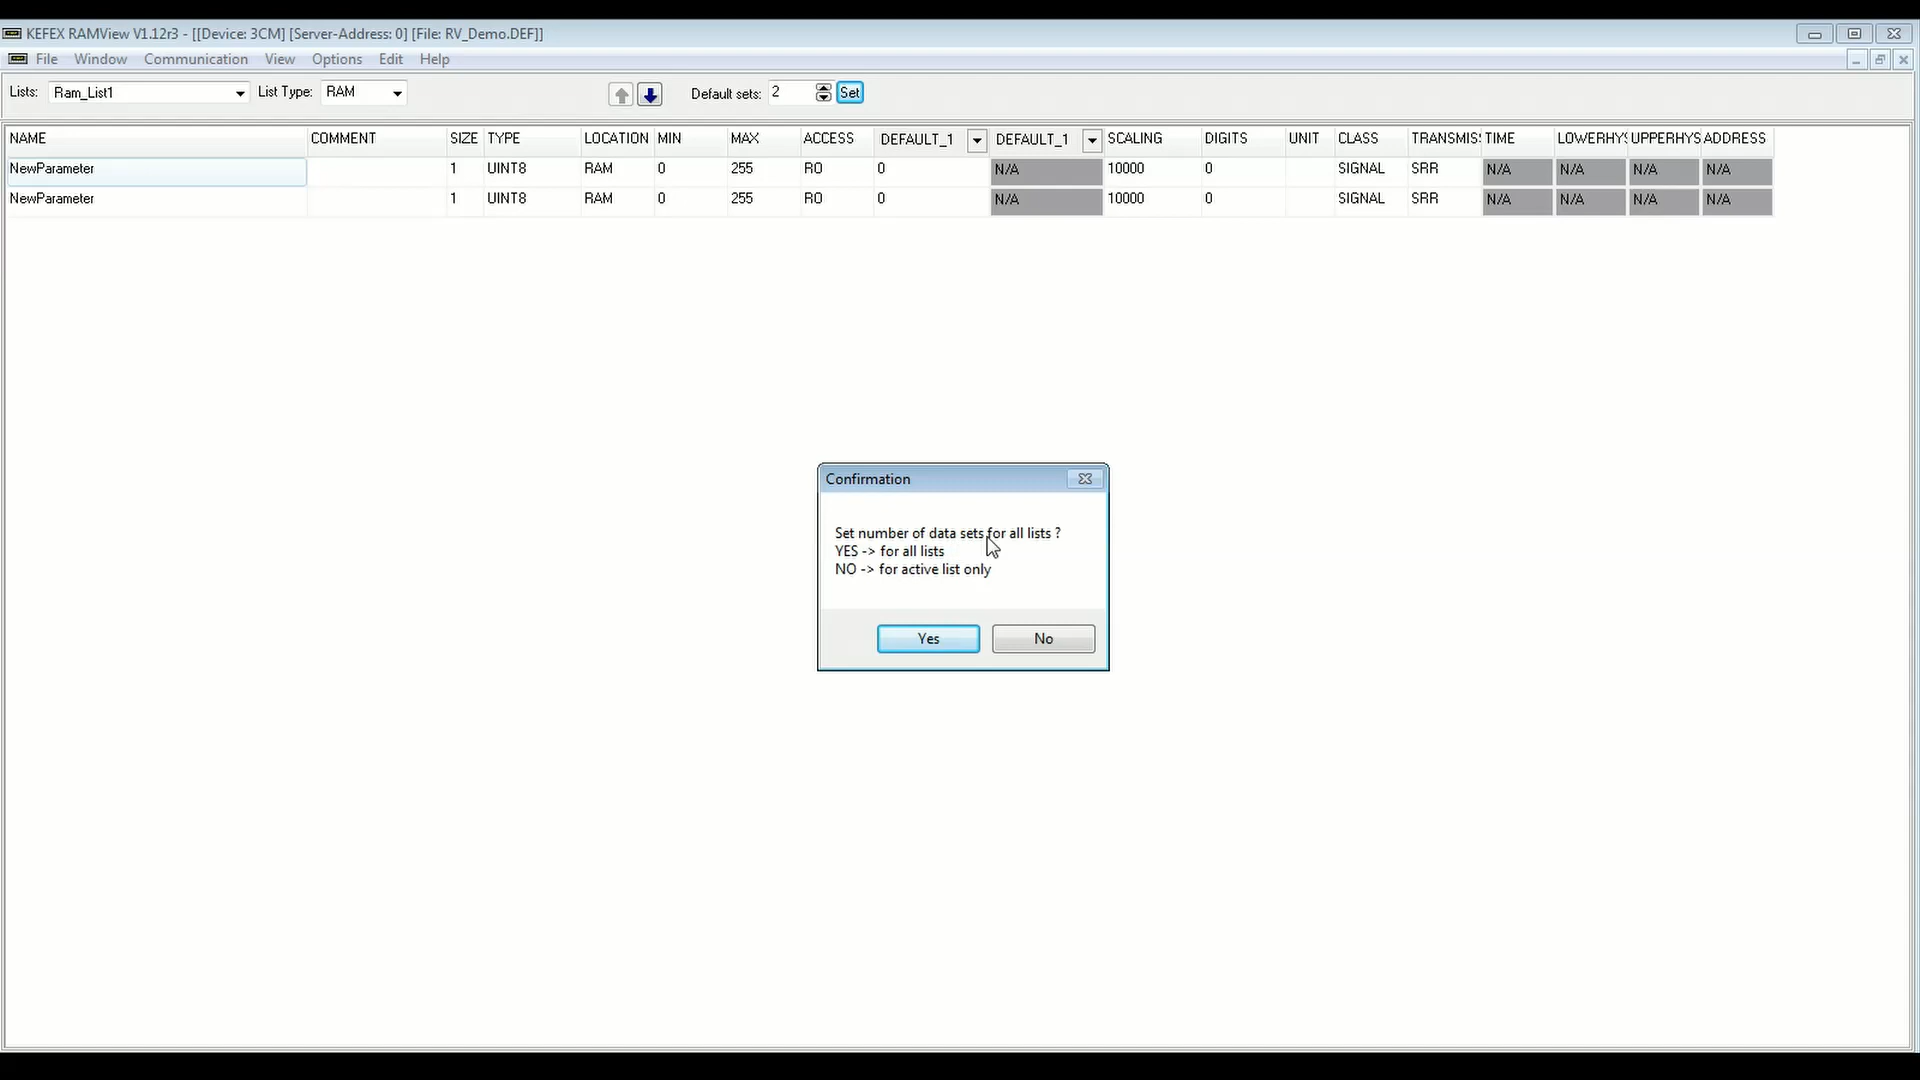 KEFEX RAMView V1.12r3 - [[Device: 3CM] [Server-Address: 0] [File: RV_Demo.DEF]]
File Window Communication View Options Edit Help
Lists: Ram_List1 List Type: RAM Default sets: 2 Set
NAME COMMENT SIZE TYPE LOCATION MIN MAX ACCESS DEFAULT_1 DEFAULT_1 SCALING DIGITS UNIT CLASS TRANSMIS TIME LOWERHYS UPPERHYS ADDRESS
NewParameter 1 UINT8 RAM 0 255 RO 0 N/A 10000 0 SIGNAL SRR N/A N/A N/A N/A
NewParameter 1 UINT8 RAM 0 255 RO 0 N/A 10000 0 SIGNAL SRR N/A N/A N/A N/A
Confirmation
Set number of data sets for all lists ?
YES -> for all lists
NO -> for active list only
Yes No